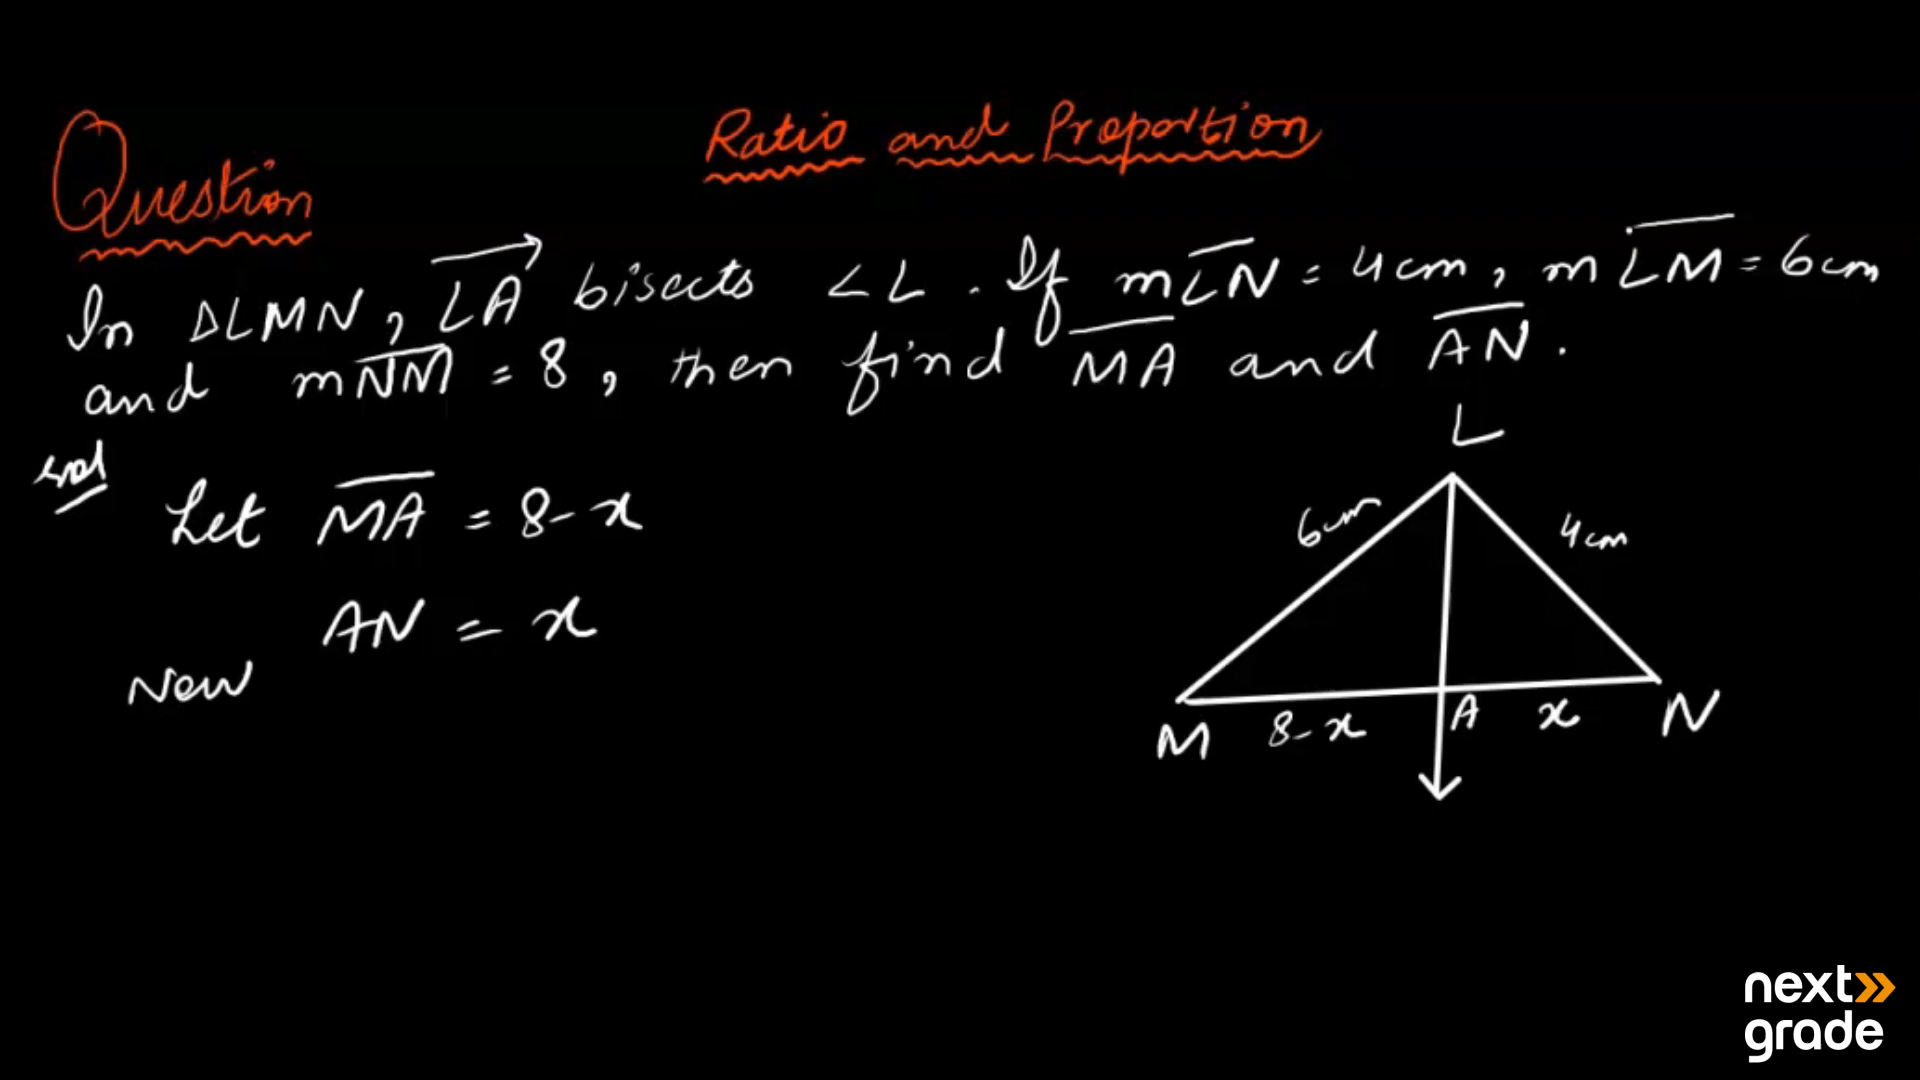 Ratio and Proportion
Question
In ΔLMN, LA bisects ∠L. If mLN = 4cm, mLM = 6cm
and mNM = 8, then find MA and AN.
Sol
Let MA = 8-x
AN = x
Now
L
6cm
4cm
M 8-x A x N
next
grade